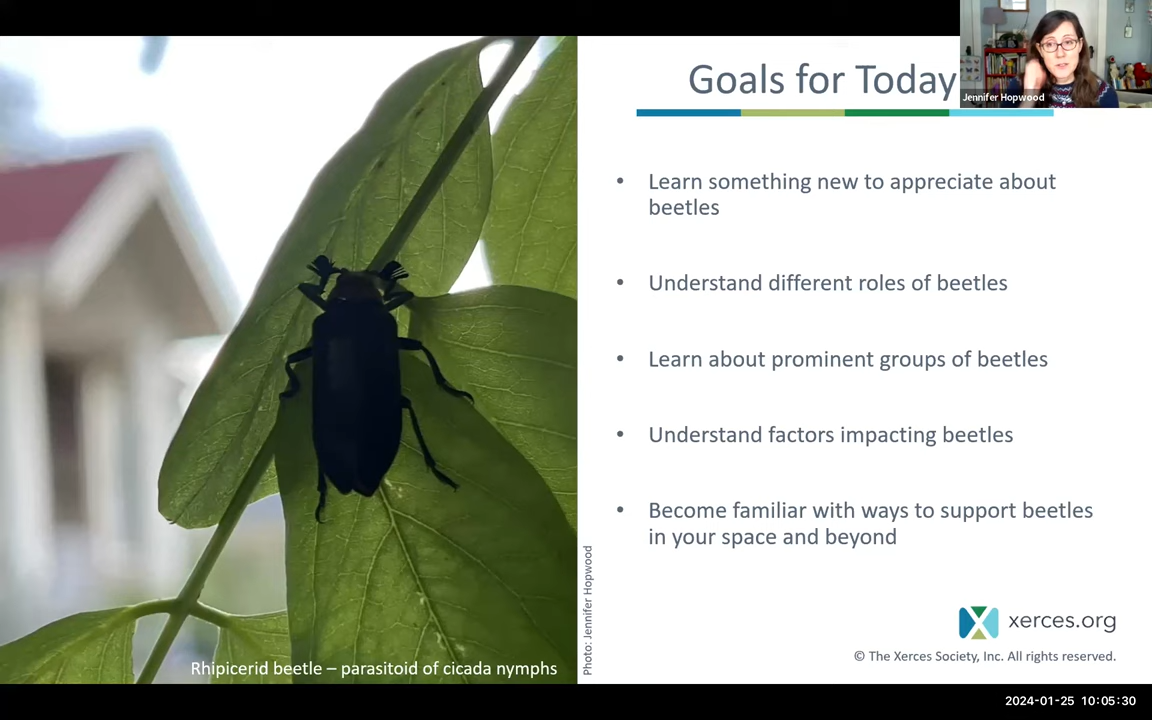 Goals for Today
Jennifer Hopwood
• Learn something new to appreciate about
beetles
• Understand different roles of beetles
• Learn about prominent groups of beetles
• Understand factors impacting beetles
• Become familiar with ways to support beetles
in your space and beyond
Photo: Jennifer Hopwood
Rhipicerid beetle – parasitoid of cicada nymphs
xerces.org
© The Xerces Society, Inc. All rights reserved.
2024-01-25 10:05:30